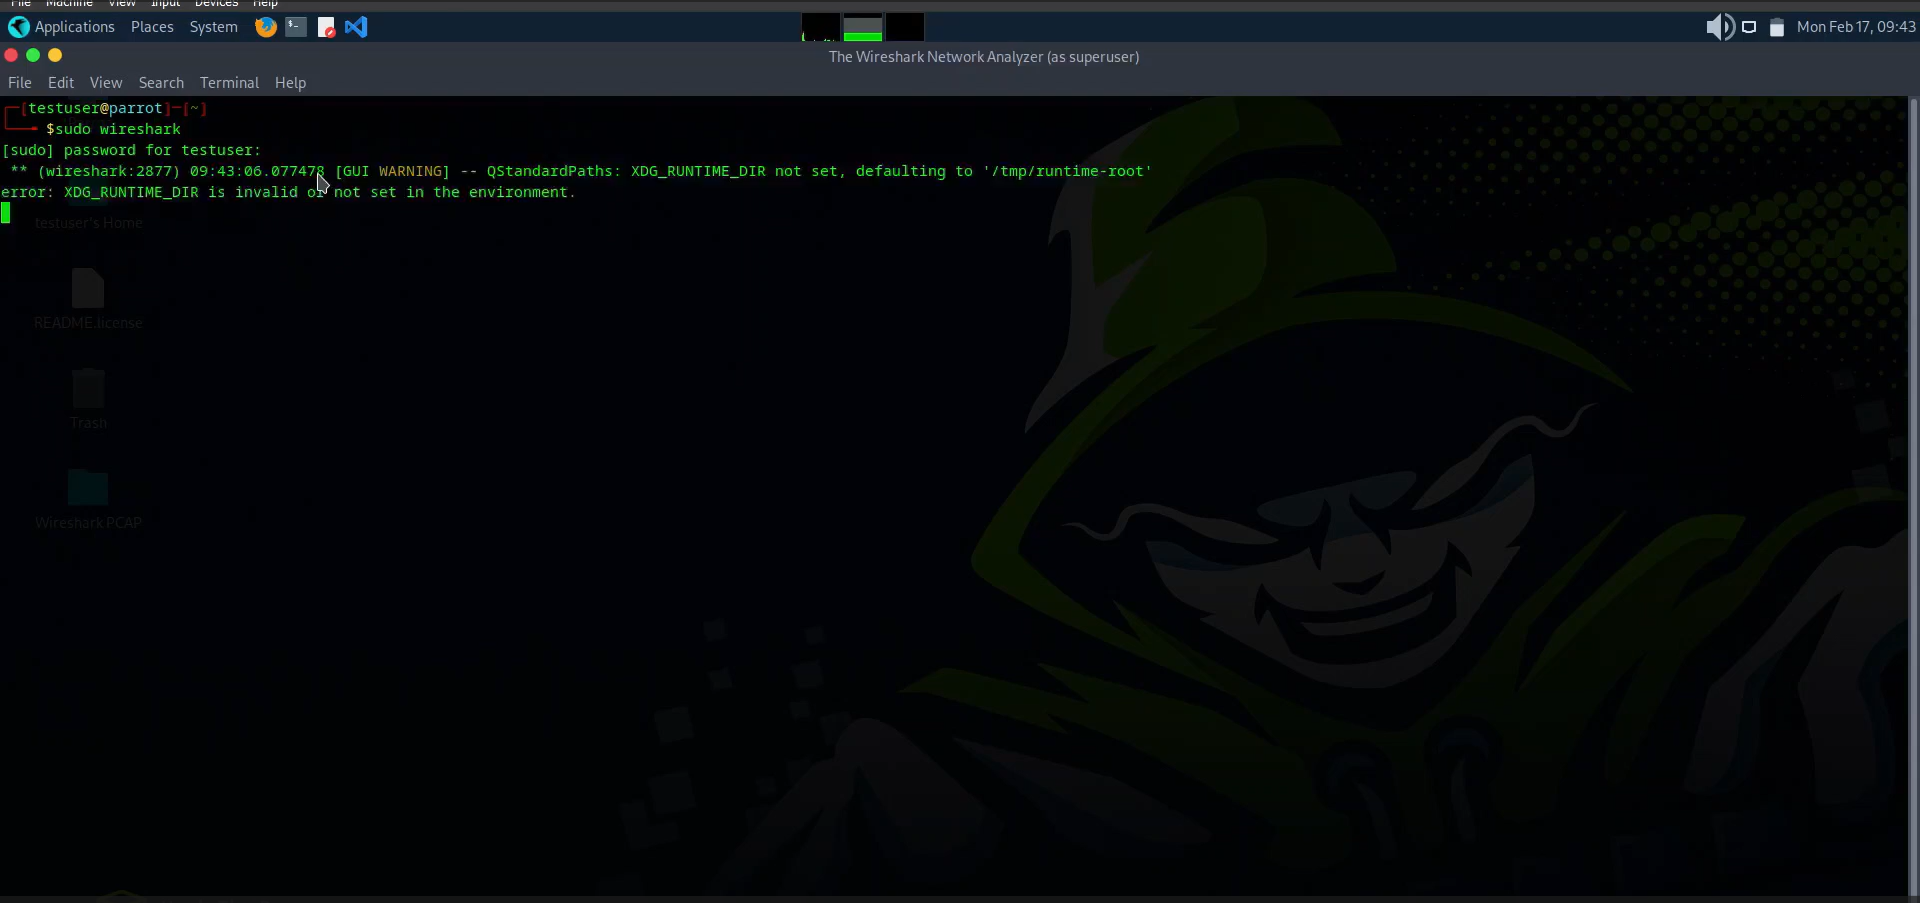 File Machine View Input Devices Help
Applications Places System Mon Feb 17, 09:43
The Wireshark Network Analyzer (as superuser)
File Edit View Search Terminal Help
┌─[testuser@parrot]─[~]
└──╼ $sudo wireshark
[sudo] password for testuser:
** (wireshark:2877) 09:43:06.077478 [GUI WARNING] -- QStandardPaths: XDG_RUNTIME_DIR not set, defaulting to '/tmp/runtime-root'
error: XDG_RUNTIME_DIR is invalid or not set in the environment.
testuser's Home
README.license
Trash
Wireshark PCAP